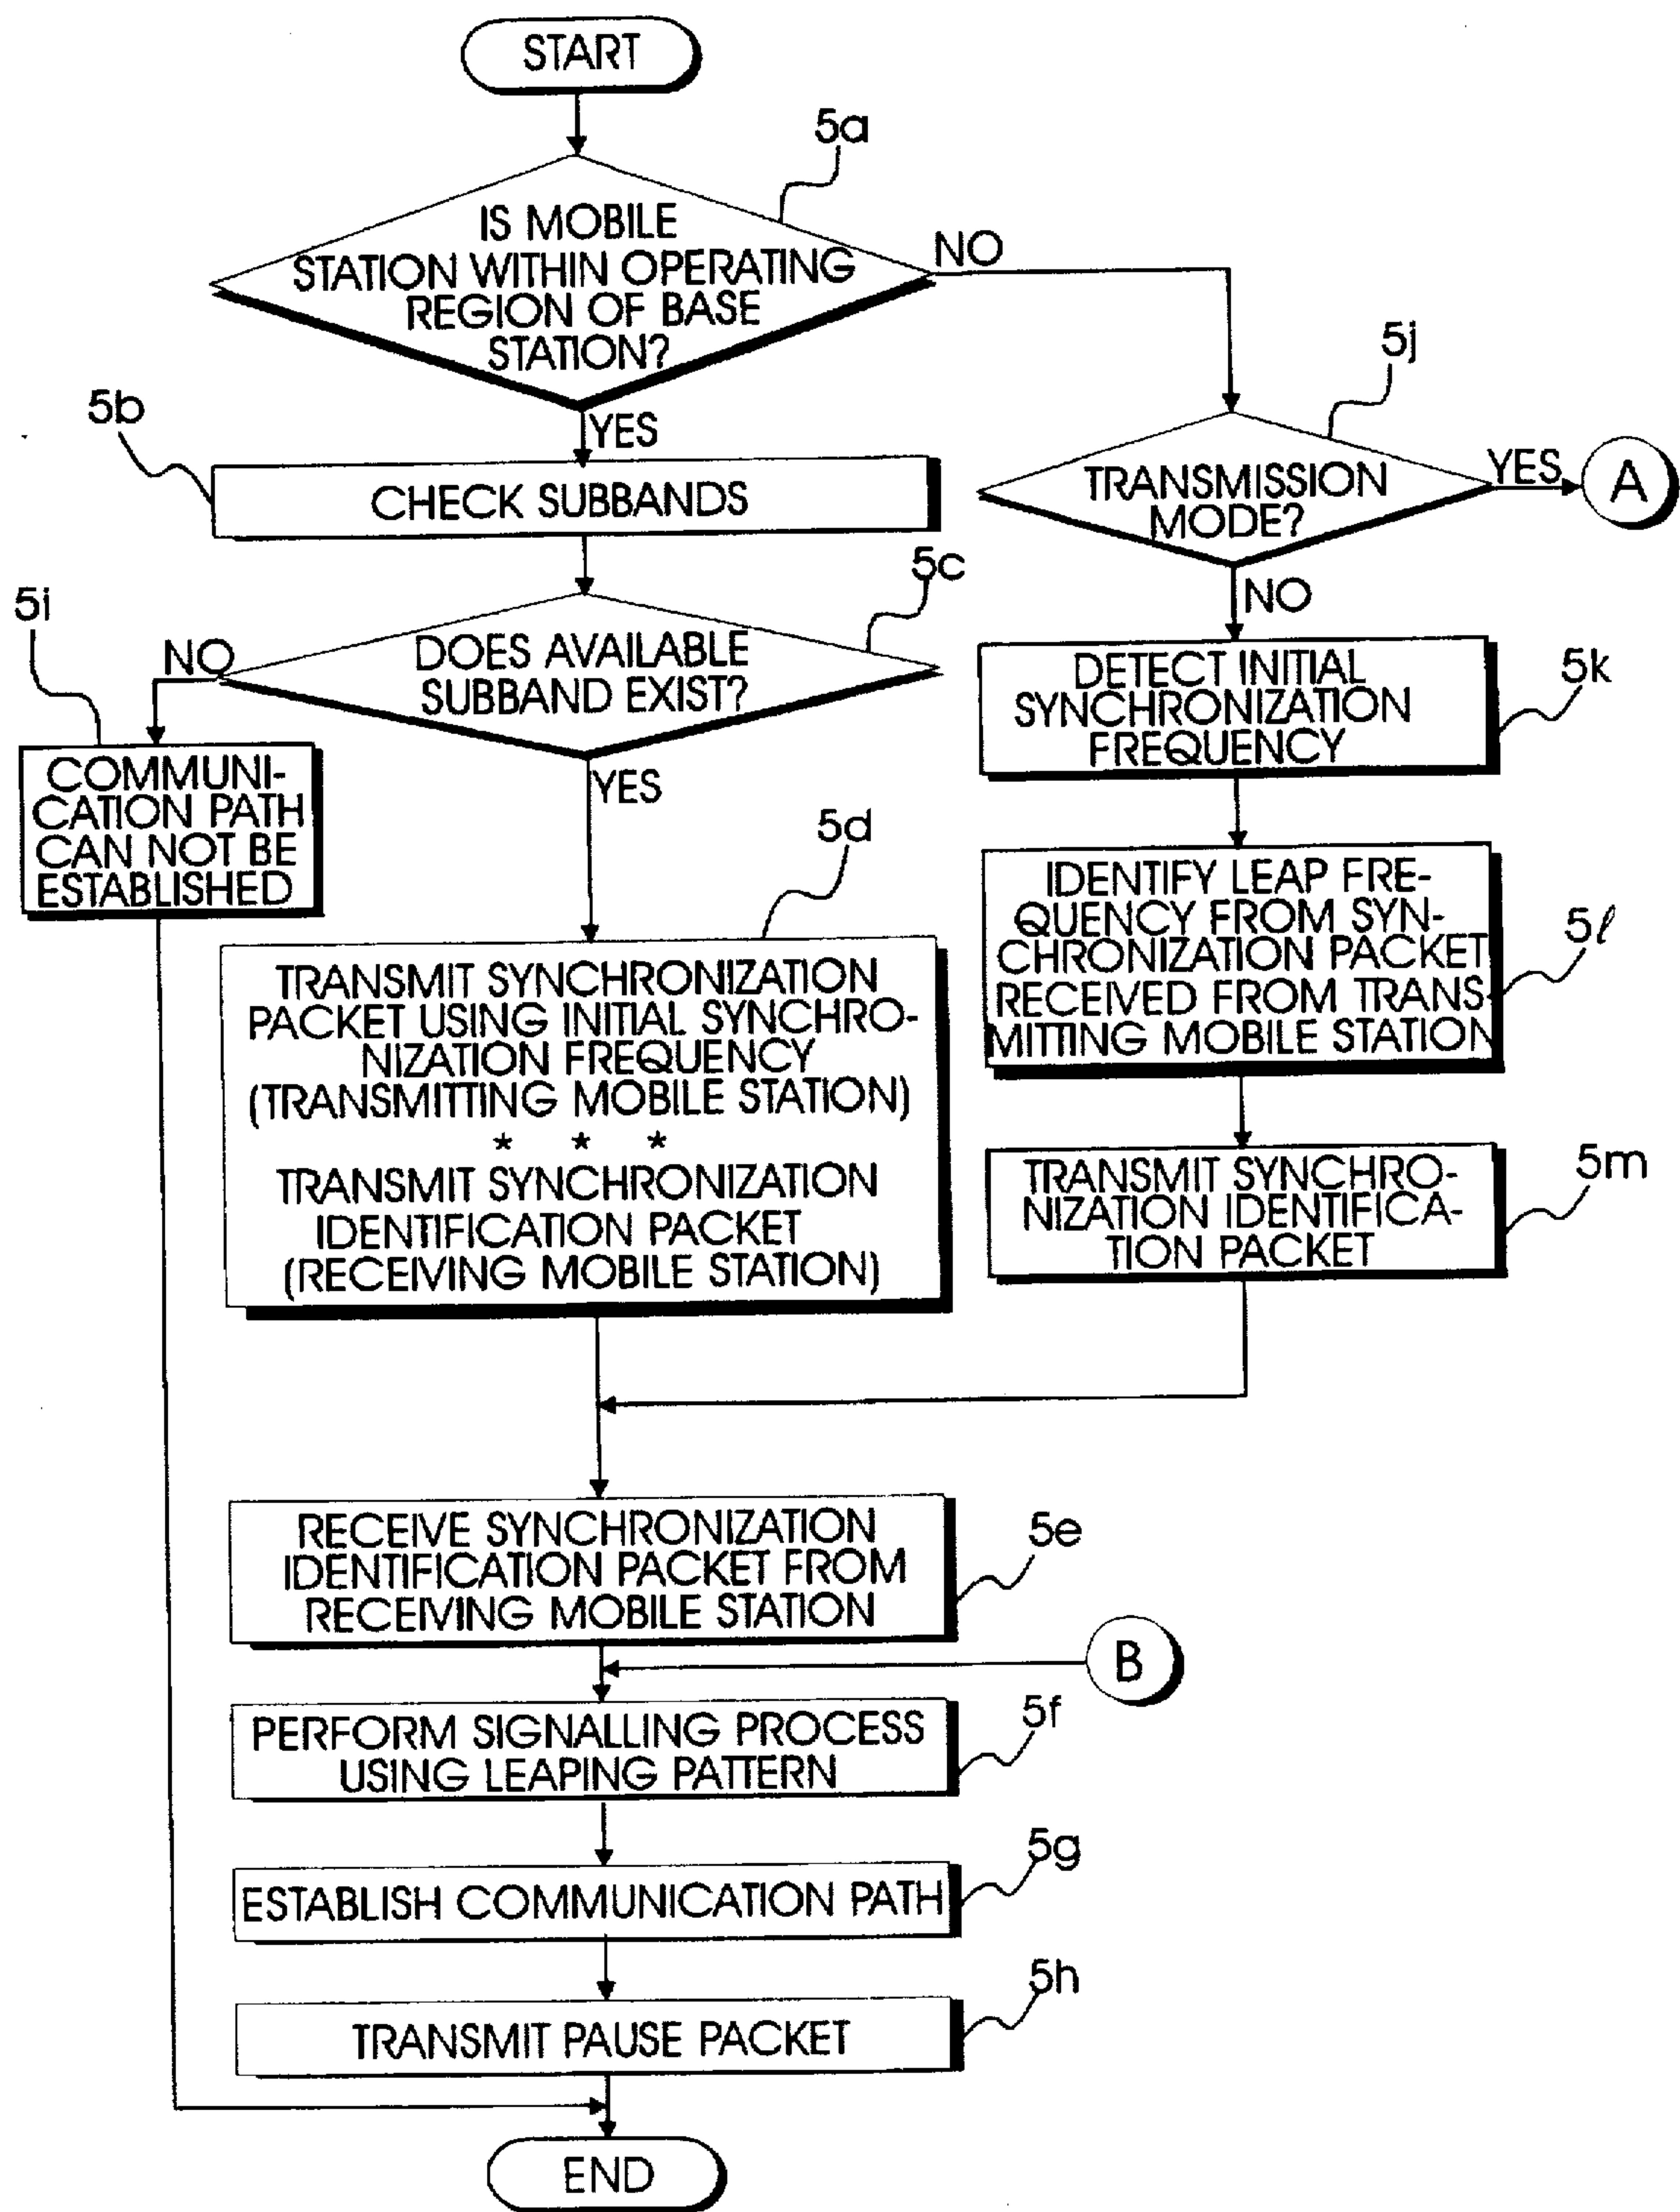 START
5a
IS MOBILE
STATION WITHIN OPERATING
REGION OF BASE
STATION?
NO
YES
5b
CHECK SUBBANDS
5j
TRANSMISSION
MODE?
YES
A
NO
5c
DOES AVAILABLE
SUBBAND EXIST?
NO
YES
5i
COMMUNI-
CATION PATH
CAN NOT BE
ESTABLISHED
5k
DETECT INITIAL
SYNCHRONIZATION
FREQUENCY
5d
TRANSMIT SYNCHRONIZATION
PACKET USING INITIAL SYNCHRO-
NIZATION FREQUENCY
(TRANSMITTING MOBILE STATION)
* * *
TRANSMIT SYNCHRONIZATION
IDENTIFICATION PACKET
(RECEIVING MOBILE STATION)
5ℓ
IDENTIFY LEAP FRE-
QUENCY FROM SYN-
CHRONIZATION PACKET
RECEIVED FROM TRANS-
MITTING MOBILE STATION
5m
TRANSMIT SYNCHRO-
NIZATION IDENTIFICA-
TION PACKET
5e
RECEIVE SYNCHRONIZATION
IDENTIFICATION PACKET FROM
RECEIVING MOBILE STATION
B
5f
PERFORM SIGNALLING PROCESS
USING LEAPING PATTERN
5g
ESTABLISH COMMUNICATION PATH
5h
TRANSMIT PAUSE PACKET
END